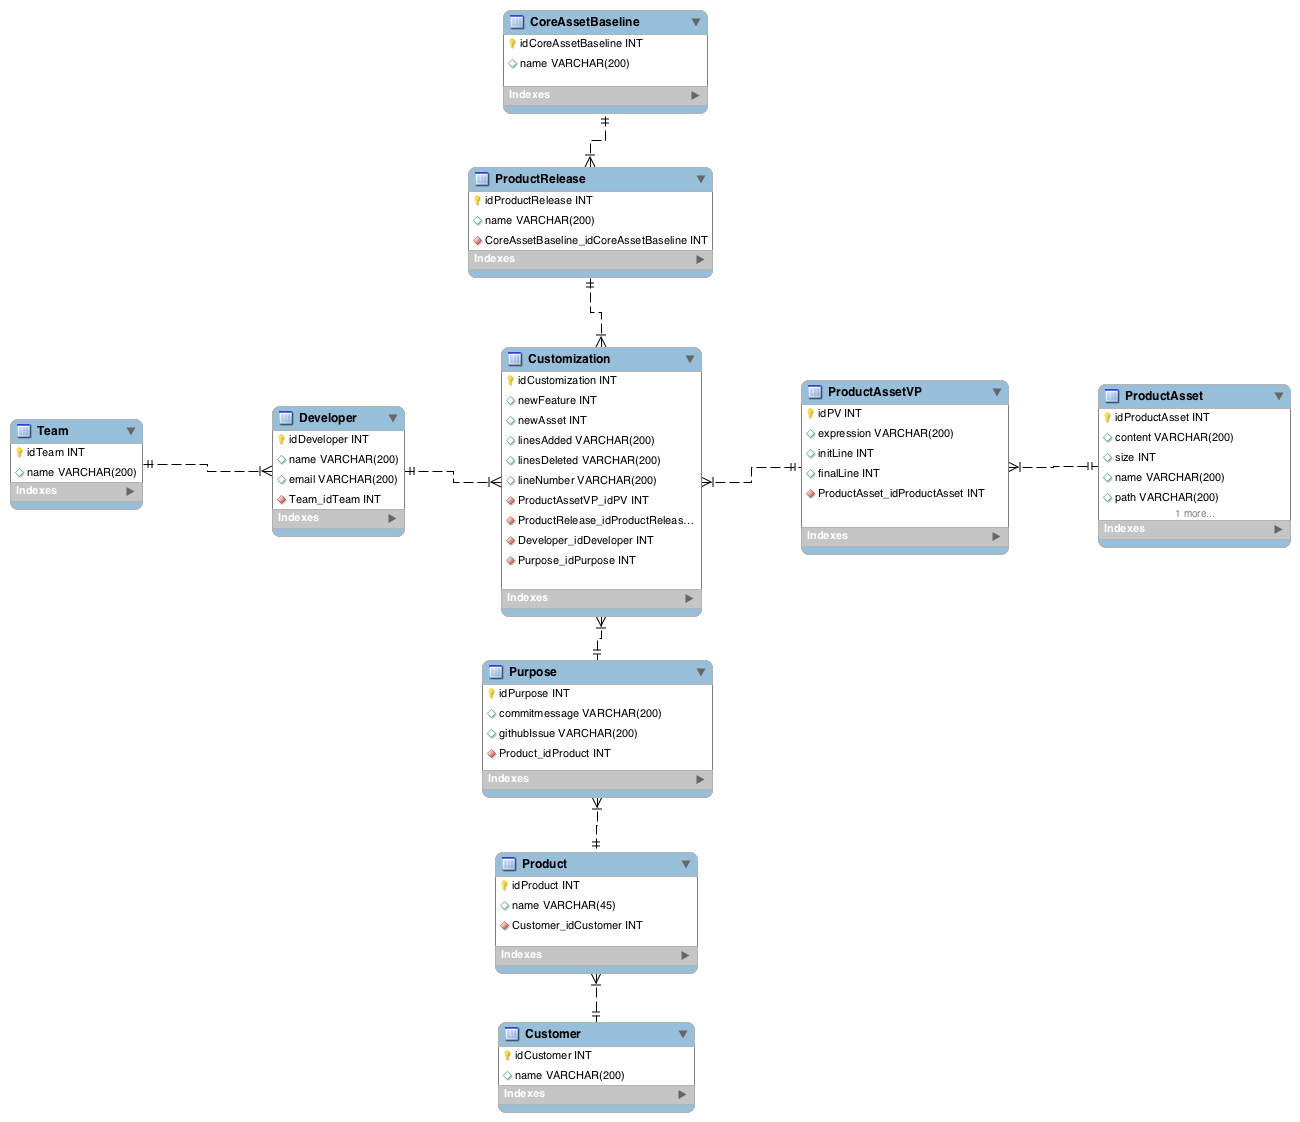 CoreAssetBaseline
idCoreAssetBaseline INT
name VARCHAR(200)
Indexes
ProductRelease
idProductRelease INT
name VARCHAR(200)
CoreAssetBaseline_idCoreAssetBaseline INT
Indexes
Customization
idCustomization INT
newFeature INT
newAsset INT
linesAdded VARCHAR(200)
linesDeleted VARCHAR(200)
lineNumber VARCHAR(200)
ProductAssetVP_idPV INT
ProductRelease_idProductReleas...
Developer_idDeveloper INT
Purpose_idPurpose INT
Indexes
Team
idTeam INT
name VARCHAR(200)
Indexes
Developer
idDeveloper INT
name VARCHAR(200)
email VARCHAR(200)
Team_idTeam INT
Indexes
ProductAssetVP
idPV INT
expression VARCHAR(200)
initLine INT
finalLine INT
ProductAsset_idProductAsset INT
Indexes
ProductAsset
idProductAsset INT
content VARCHAR(200)
size INT
name VARCHAR(200)
path VARCHAR(200)
1 more...
Indexes
Purpose
idPurpose INT
commitmessage VARCHAR(200)
githubIssue VARCHAR(200)
Product_idProduct INT
Indexes
Product
idProduct INT
name VARCHAR(45)
Customer_idCustomer INT
Indexes
Customer
idCustomer INT
name VARCHAR(200)
Indexes